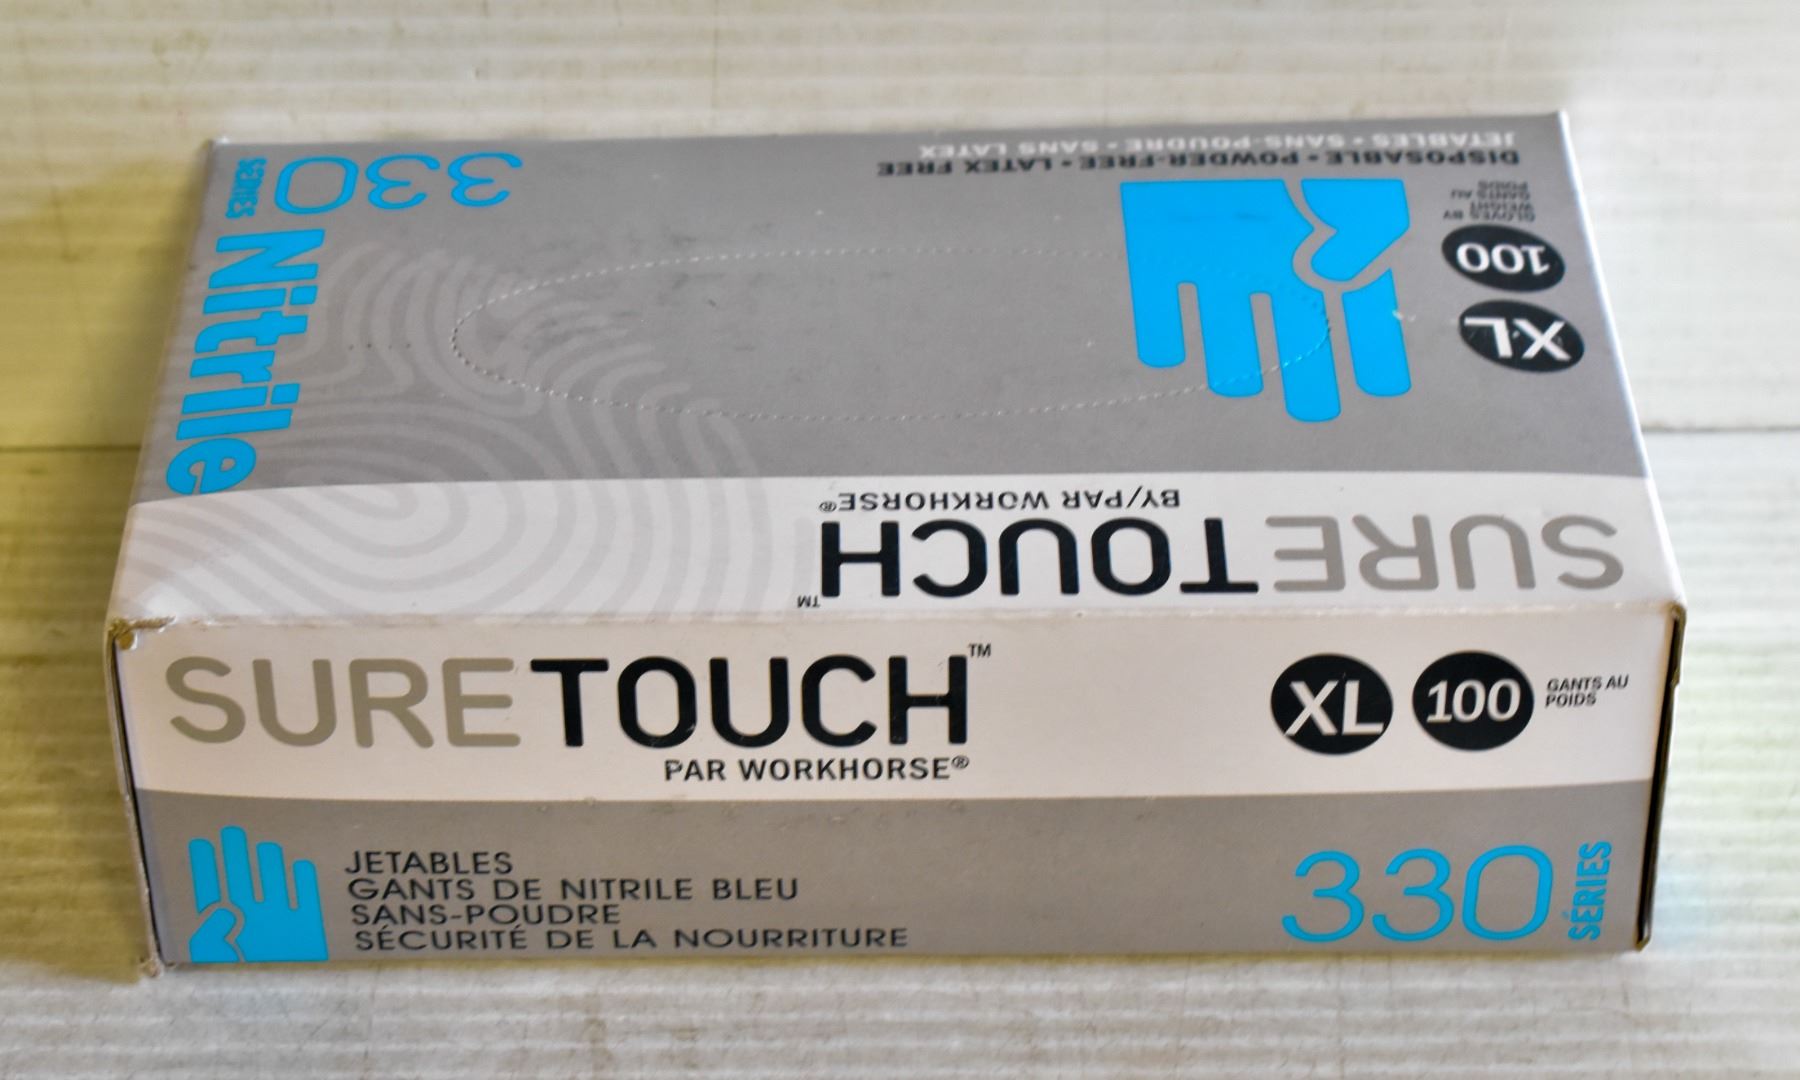 DISPOSABLE • POWDER-FREE • LATEX FREE
JETABLES • SANS-POUDRE • SANS LATEX
XL
100
GLOVES BY
WEIGHT
GANTS AU
POIDS
330
SERIES
Nitrile
SURETOUCH™
BY/PAR WORKHORSE®
SURETOUCH™
PAR WORKHORSE®
XL
100
GANTS AU
POIDS
JETABLES
GANTS DE NITRILE BLEU
SANS-POUDRE
SÉCURITÉ DE LA NOURRITURE
330
SÉRIES